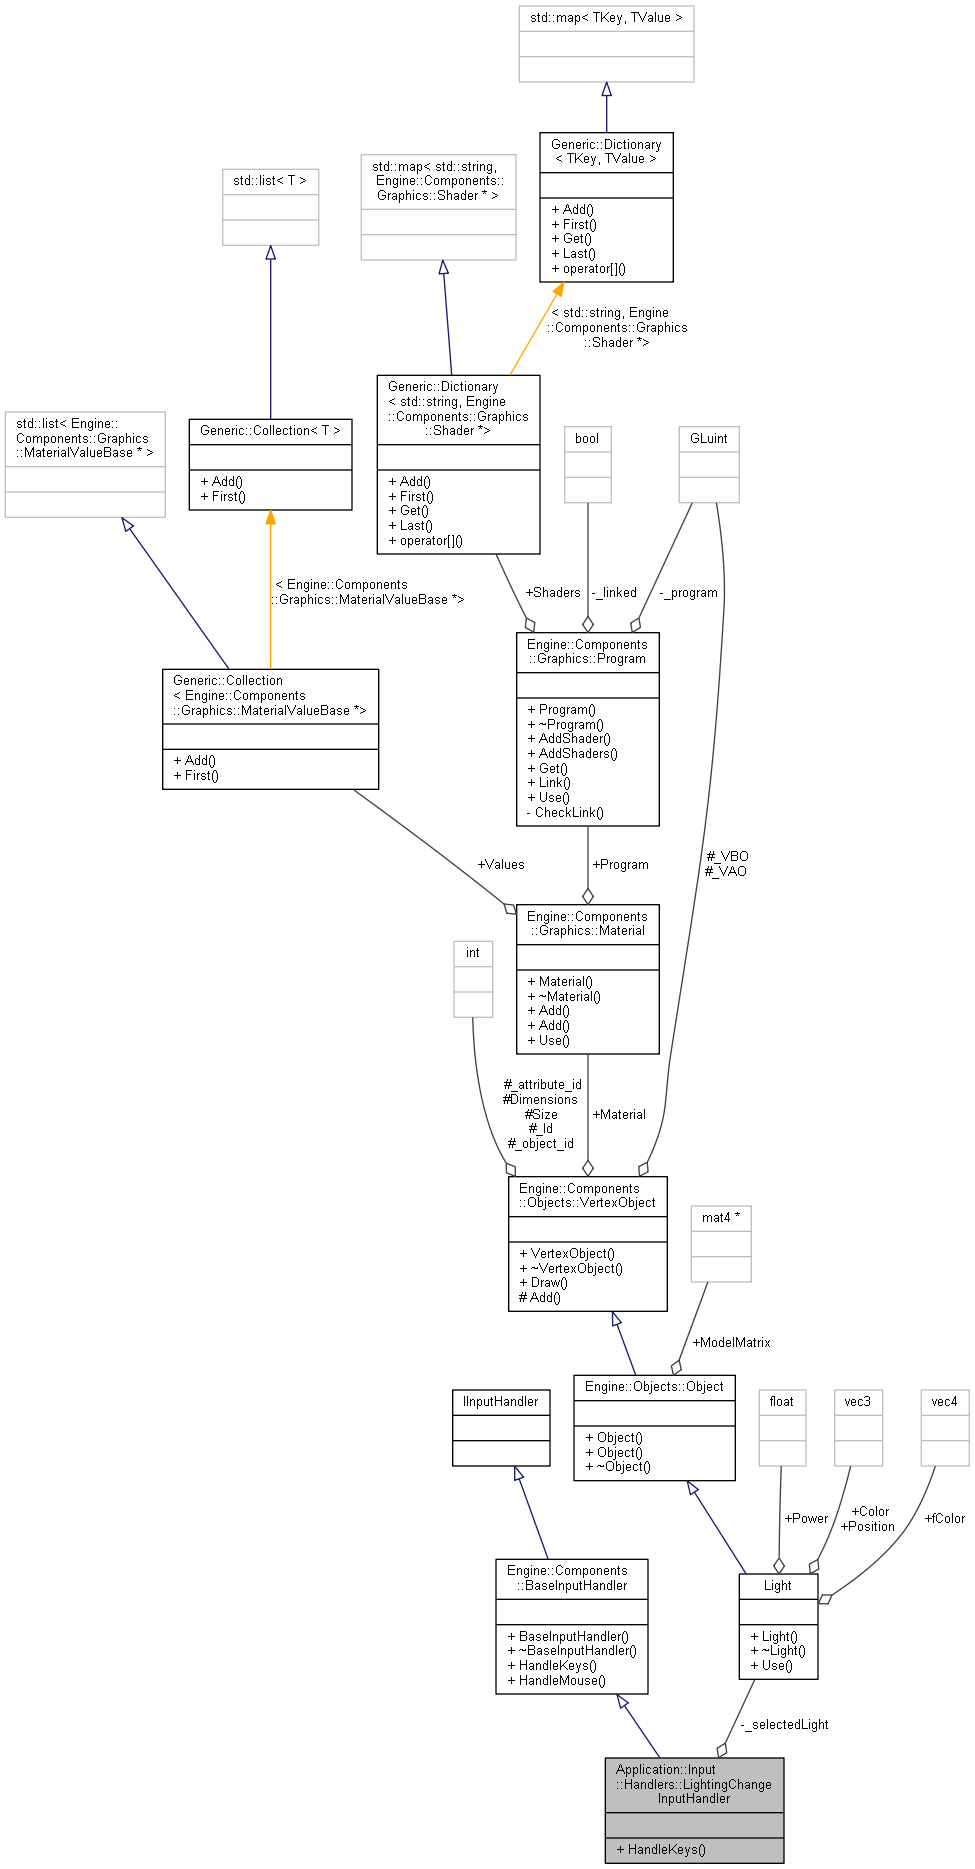 std::map< TKey, TValue >
Generic::Dictionary
< TKey, TValue >
+ Add()
+ First()
+ Get()
+ Last()
+ operator[]()
std::map< std::string,
Engine::Components::
Graphics::Shader * >
std::list< T >
< std::string, Engine
::Components::Graphics
::Shader *>
Generic::Dictionary
< std::string, Engine
::Components::Graphics
::Shader *>
+ Add()
+ First()
+ Get()
+ Last()
+ operator[]()
std::list< Engine::
Components::Graphics
::MaterialValueBase * >
Generic::Collection< T >
+ Add()
+ First()
bool
GLuint
< Engine::Components
::Graphics::MaterialValueBase *>
+Shaders
-_linked
-_program
Engine::Components
::Graphics::Program
+ Program()
+ ~Program()
+ AddShader()
+ AddShaders()
+ Get()
+ Link()
+ Use()
- CheckLink()
Generic::Collection
< Engine::Components
::Graphics::MaterialValueBase *>
+ Add()
+ First()
+Values
+Program
#_VBO
#_VAO
Engine::Components
::Graphics::Material
+ Material()
+ ~Material()
+ Add()
+ Add()
+ Use()
int
#_attribute_id
#Dimensions
#Size
#_Id
#_object_id
+Material
Engine::Components
::Objects::VertexObject
+ VertexObject()
+ ~VertexObject()
+ Draw()
# Add()
mat4 *
+ModelMatrix
Engine::Objects::Object
+ Object()
+ Object()
+ ~Object()
IInputHandler
float
vec3
vec4
+Power
+Color
+Position
+fColor
Engine::Components
::BaseInputHandler
+ BaseInputHandler()
+ ~BaseInputHandler()
+ HandleKeys()
+ HandleMouse()
Light
+ Light()
+ ~Light()
+ Use()
-_selectedLight
Application::Input
::Handlers::LightingChange
InputHandler
+ HandleKeys()